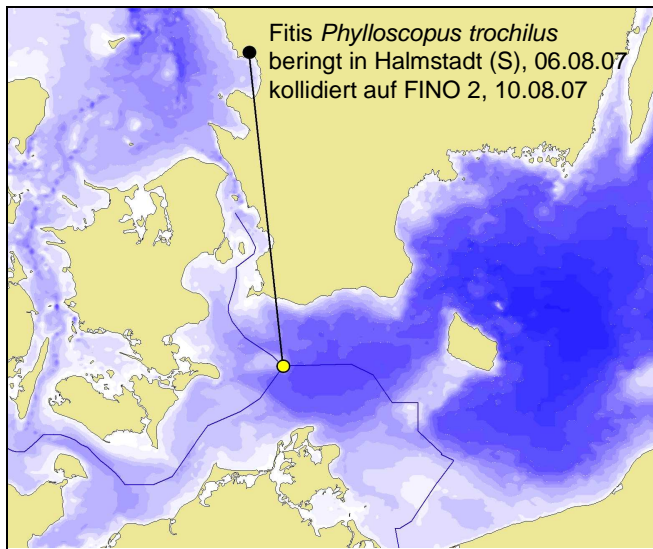 Fitis Phylloscopus trochilus
beringt in Halmstadt (S), 06.08.07
kollidiert auf FINO 2, 10.08.07